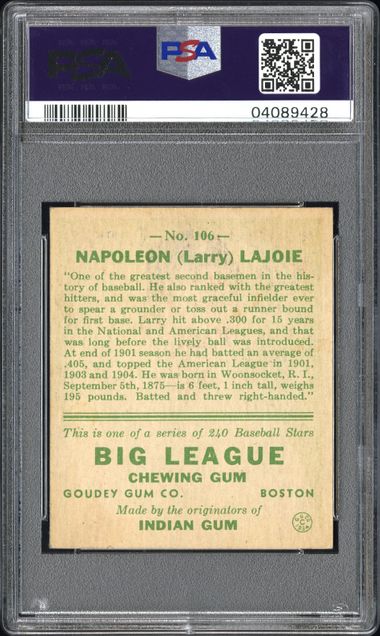 PSA
PSA
04089428
— No. 106 —
NAPOLEON (Larry) LAJOIE
"One of the greatest second basemen in the his-
tory of baseball. He also ranked with the greatest
hitters, and was the most graceful infielder ever
to spear a grounder or toss out a runner bound
for first base. Larry hit above .300 for 15 years
in the National and American Leagues, and that
was long before the lively ball was introduced.
At end of 1901 season he had batted an average of
.405, and topped the American League in 1901,
1903 and 1904. He was born in Woonsocket, R. I.,
September 5th, 1875—is 6 feet, 1 inch tall, weighs
195 pounds. Batted and threw right-handed."
This is one of a series of 240 Baseball Stars
BIG LEAGUE
CHEWING GUM
GOUDEY GUM CO. BOSTON
Made by the originators of
INDIAN GUM